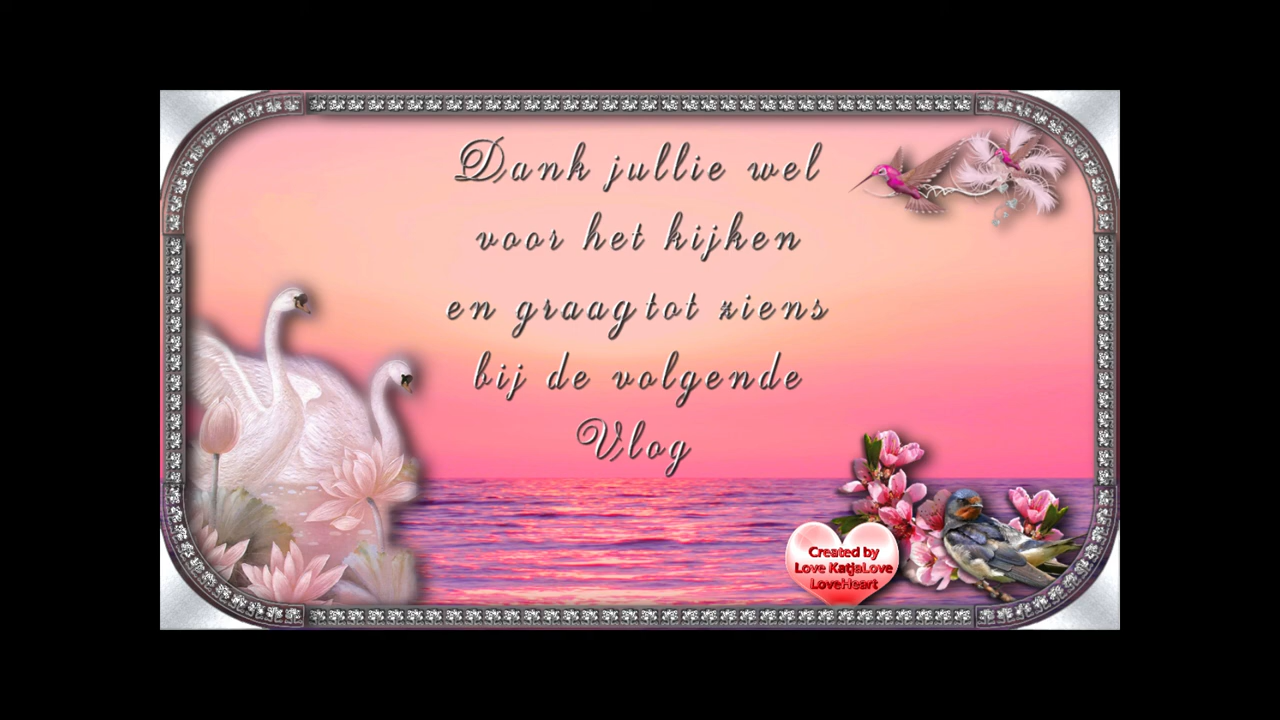 Dank jullie wel
voor het kijken
en graag tot ziens
bij de volgende
Vlog
Created by
Love KatjaLove
LoveHeart